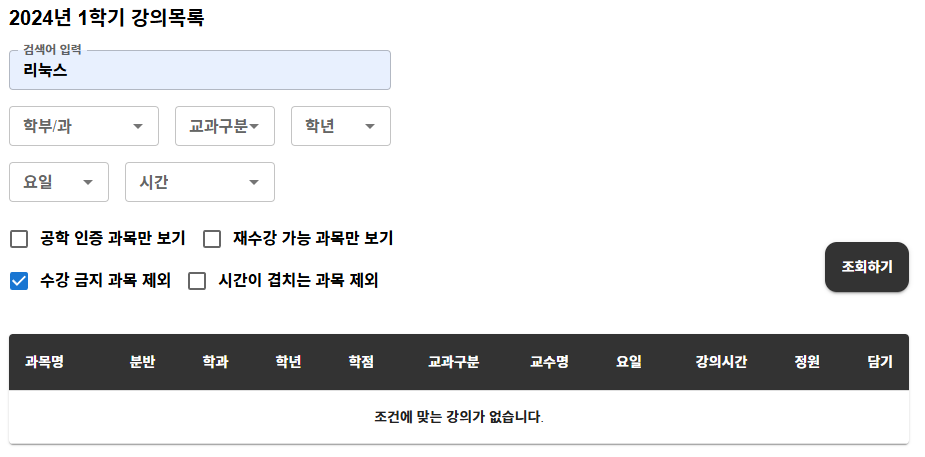 2024년 1학기 강의목록
검색어 입력
리눅스
학부/과 교과구분 학년
요일 시간
공학 인증 과목만 보기 재수강 가능 과목만 보기
수강 금지 과목 제외 시간이 겹치는 과목 제외
조회하기
과목명 분반 학과 학년 학점 교과구분 교수명 요일 강의시간 정원 담기
조건에 맞는 강의가 없습니다.